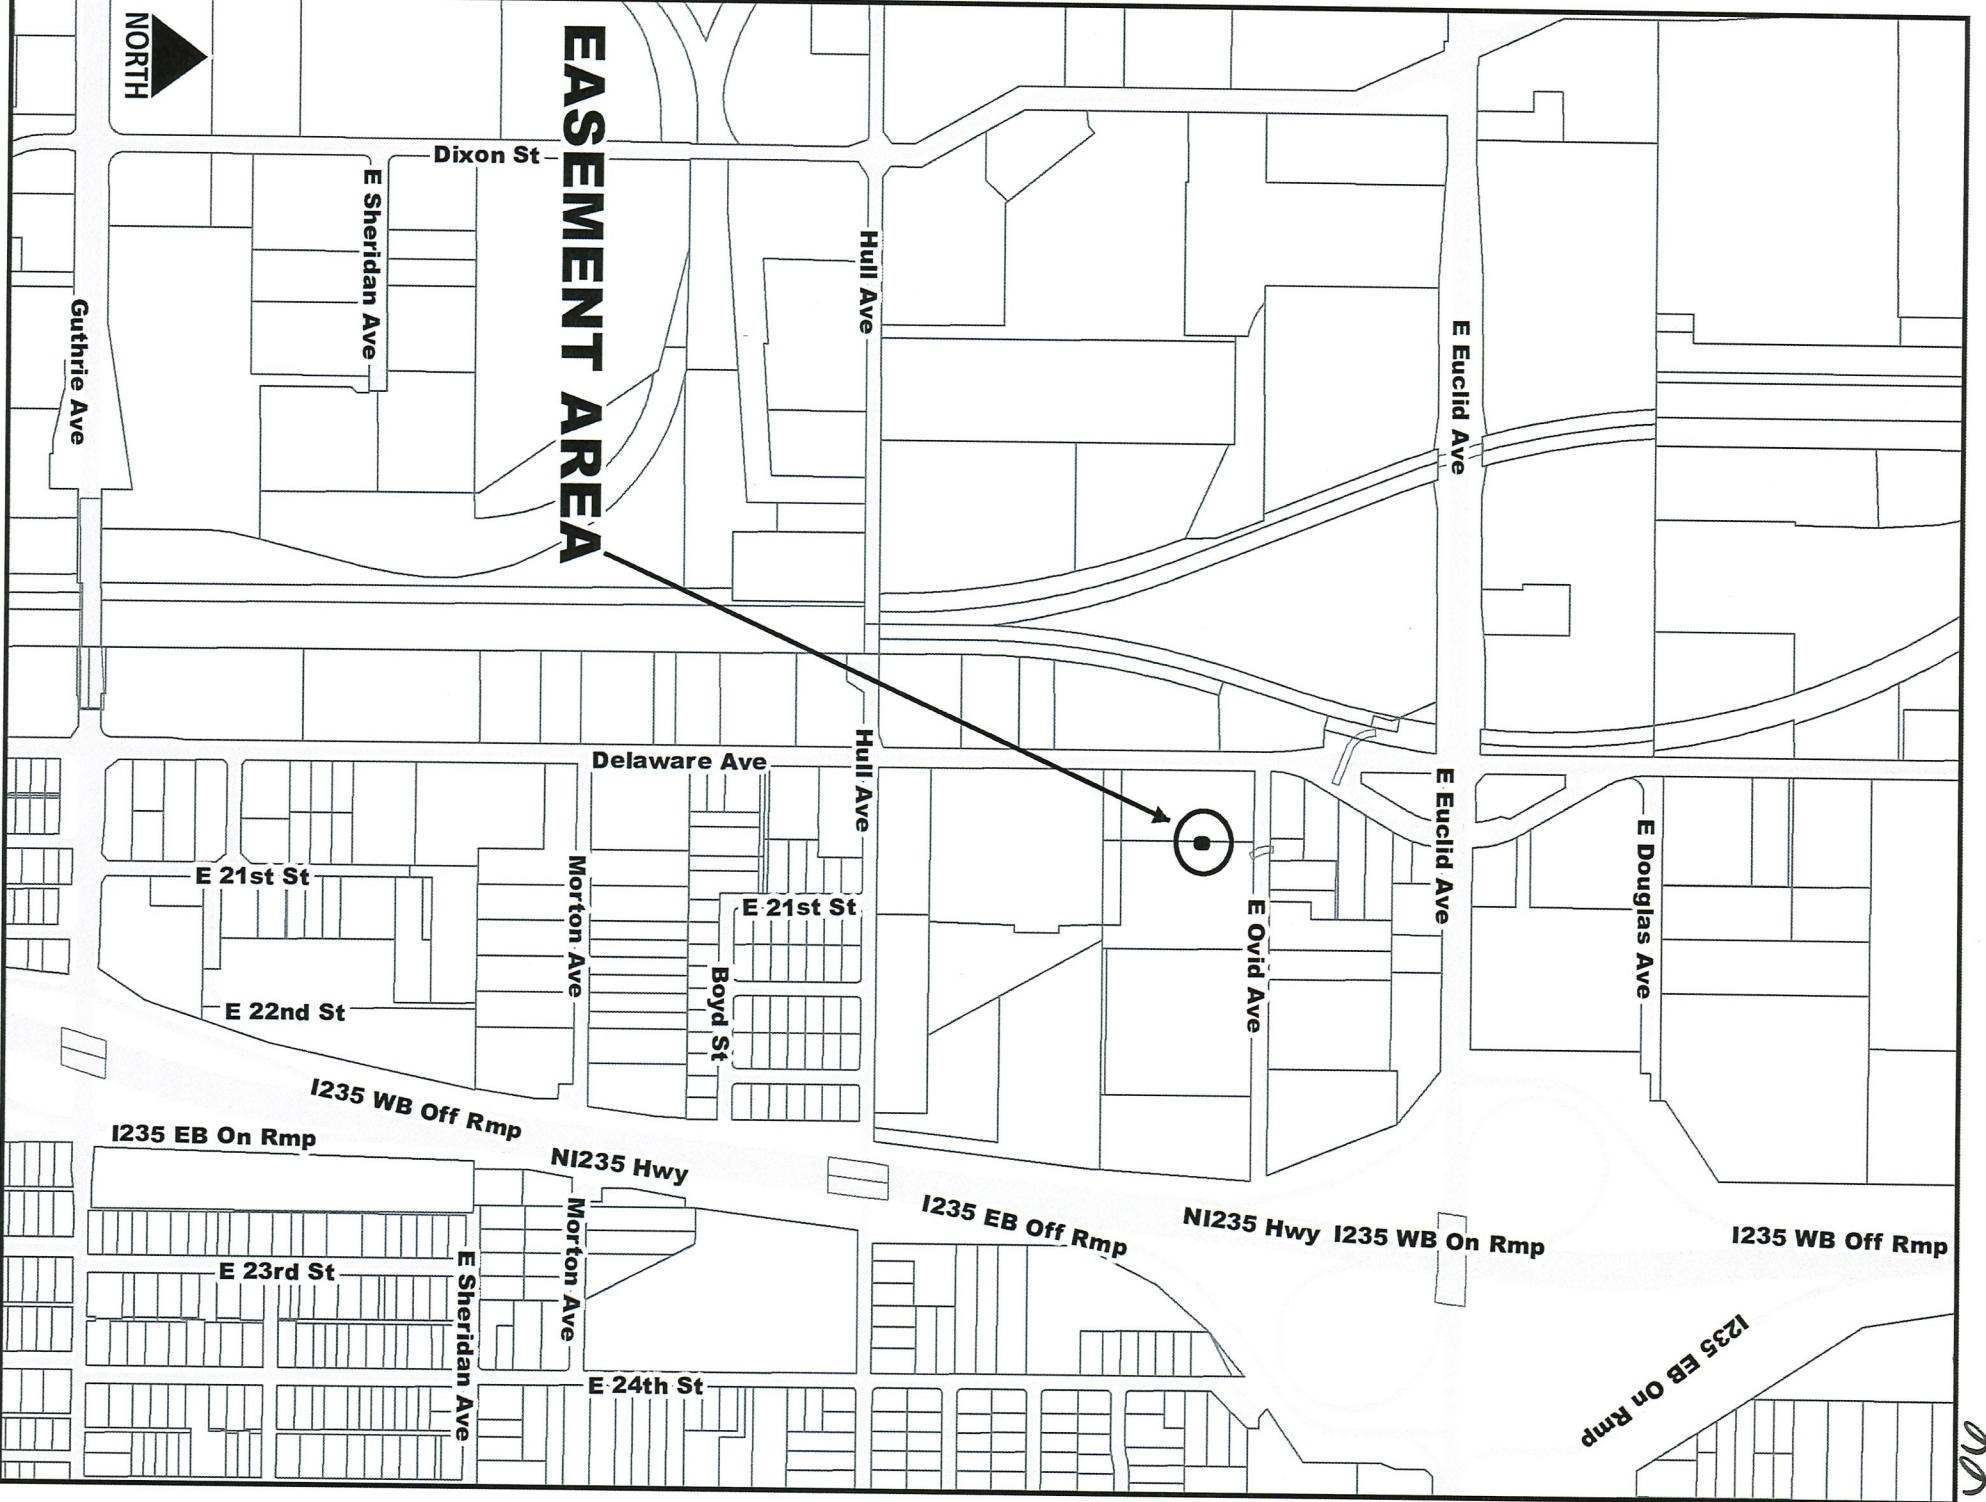 NORTH
EASEMENT AREA
Dixon St
E Sheridan Ave
Guthrie Ave
Hull Ave
E Euclid Ave
Delaware Ave
Hull Ave
E Euclid Ave
E Douglas Ave
E 21st St
Morton Ave
E 21st St
Boyd St
E Ovid Ave
E 22nd St
I235 WB Off Rmp
I235 EB On Rmp
NI235 Hwy
I235 EB Off Rmp
NI235 Hwy
I235 WB On Rmp
I235 WB Off Rmp
Morton Ave
E 23rd St
E Sheridan Ave
I235 EB On Rmp
E 24th St